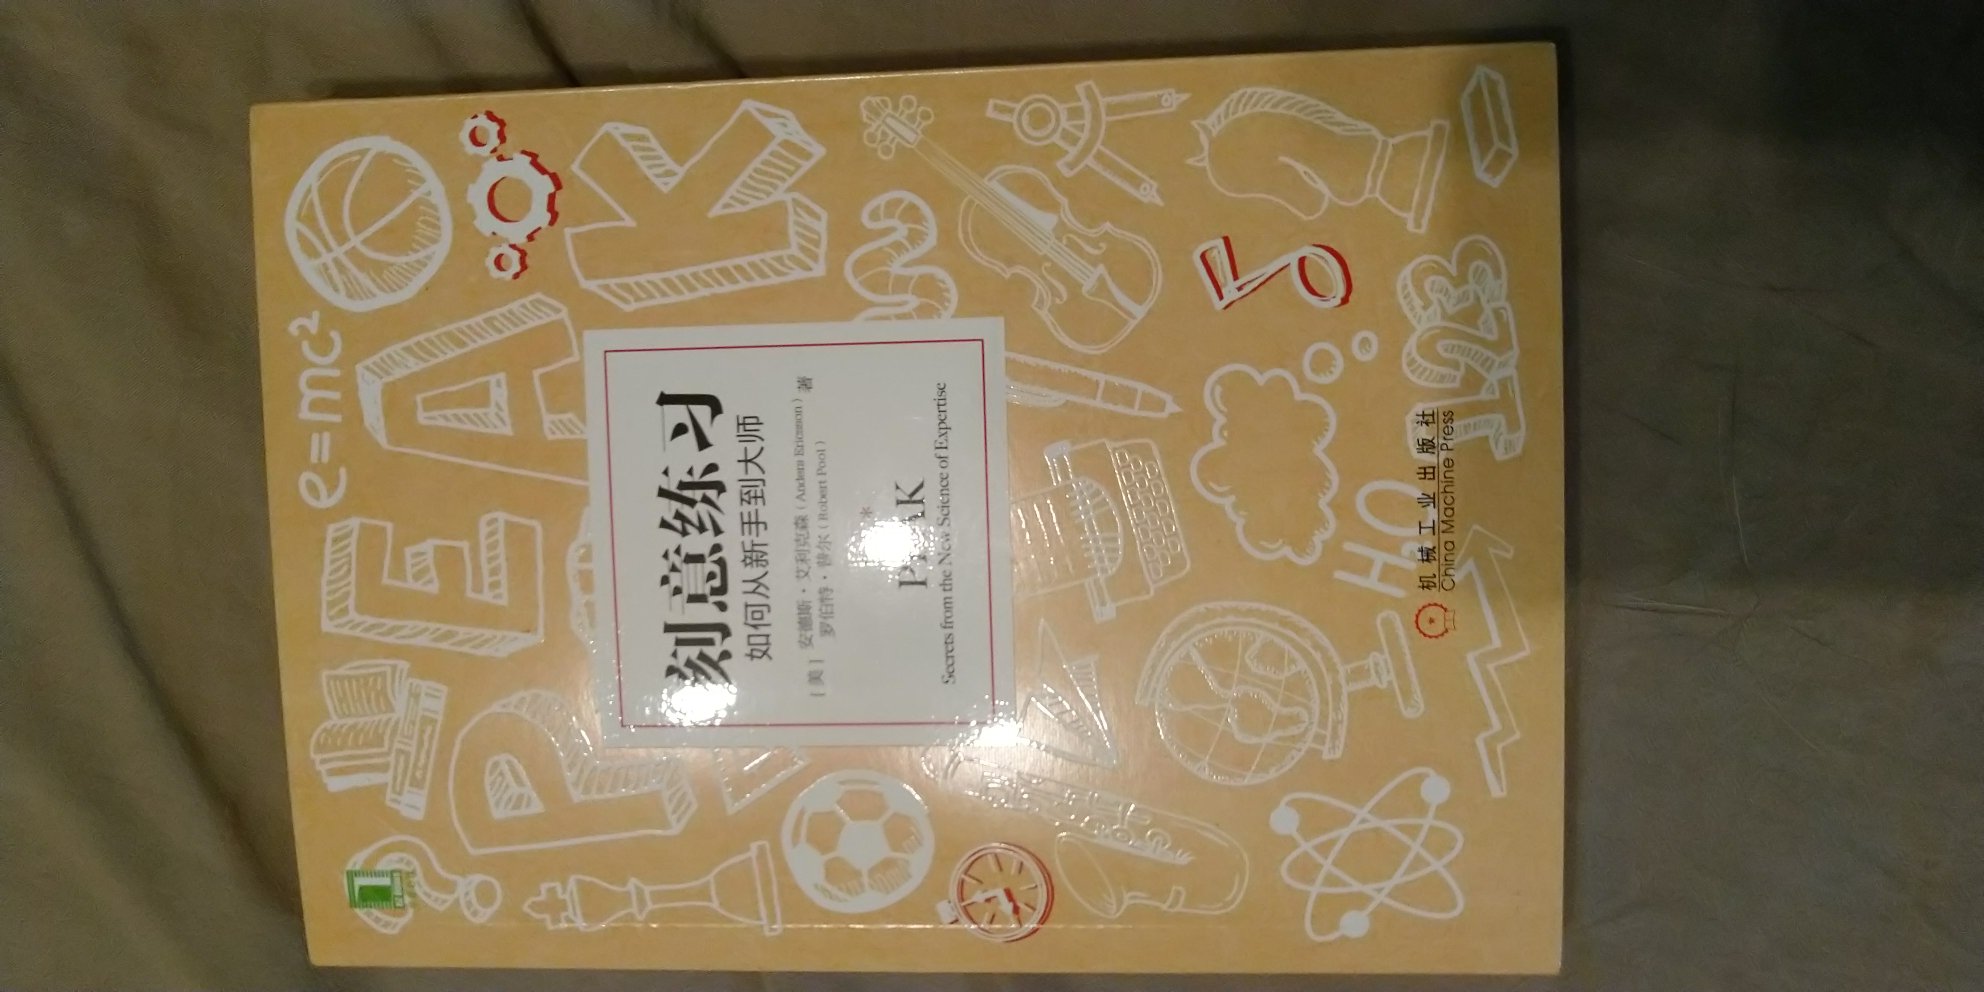 e=mc²
PEAK
刻意练习
如何从新手到大师
［美］ 安德斯·艾利克森（Anders Ericsson）
罗伯特·普尔（Robert Pool） 著
PEAK
Secrets from the New Science of Expertise
123
机械工业出版社
China Machine Press